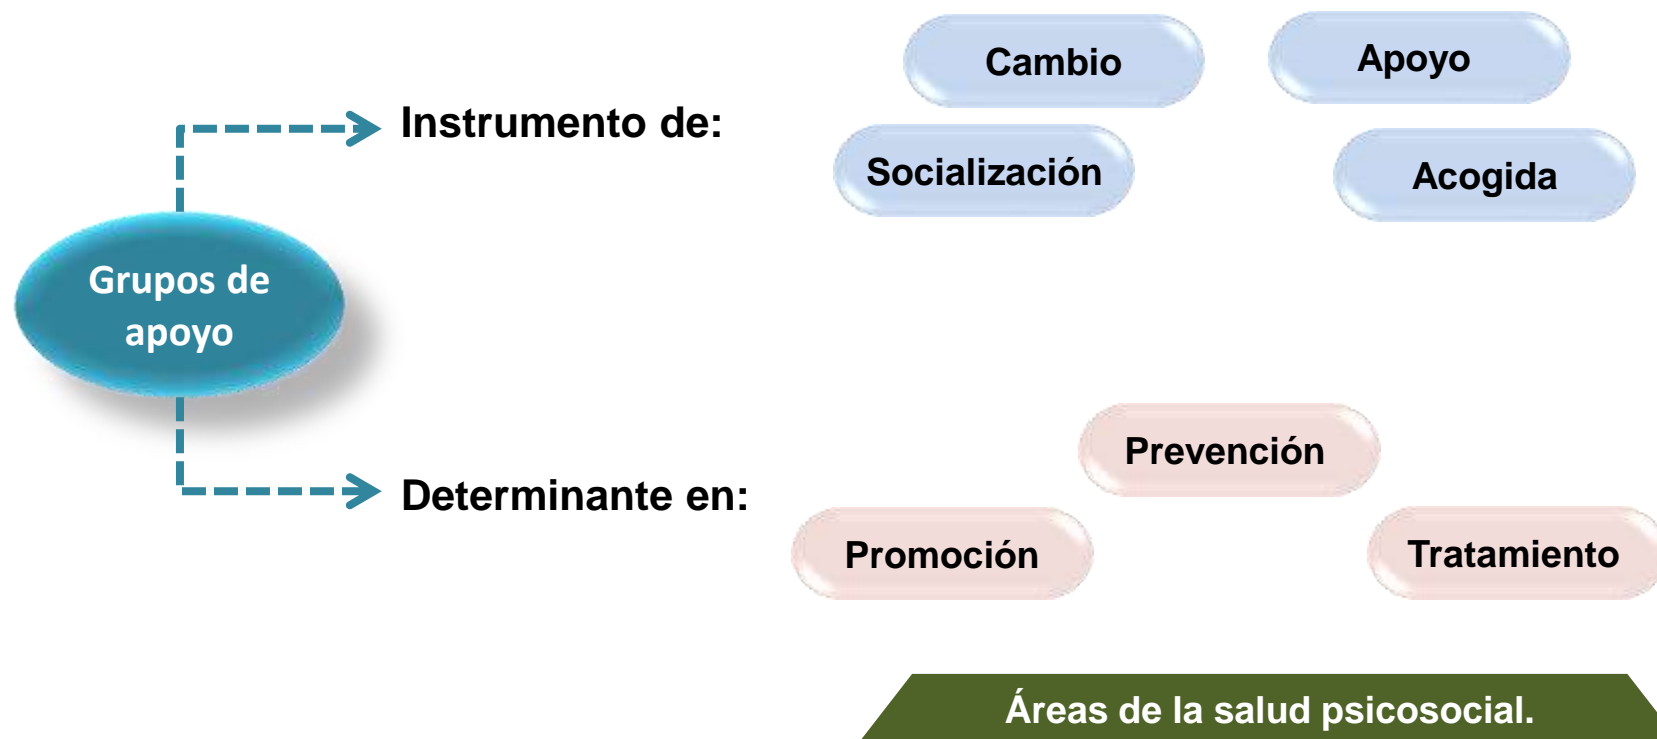 Grupos de
apoyo
Instrumento de:
Cambio
Apoyo
Socialización
Acogida
Determinante en:
Prevención
Promoción
Tratamiento
Áreas de la salud psicosocial.